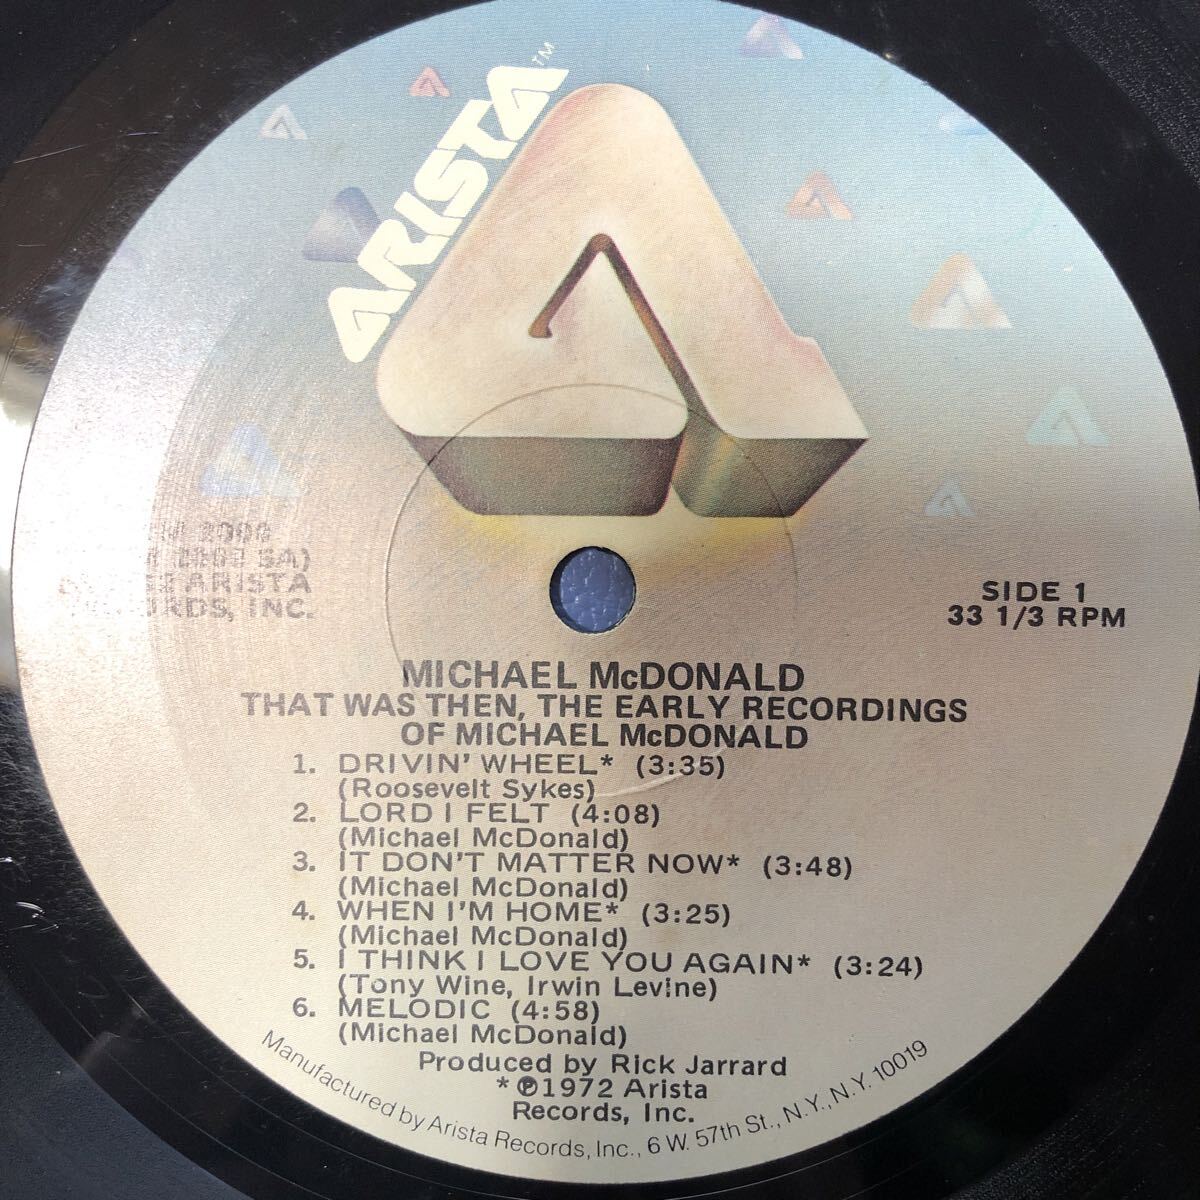 ARISTA™
ARISTA
INC.
SIDE 1
33 1/3 RPM
MICHAEL McDONALD
THAT WAS THEN, THE EARLY RECORDINGS
OF MICHAEL McDONALD
1. DRIVIN' WHEEL* (3:35)
(Roosevelt Sykes)
2. LORD I FELT (4:08)
(Michael McDonald)
3. IT DON'T MATTER NOW* (3:48)
(Michael McDonald)
4. WHEN I'M HOME* (3:25)
(Michael McDonald)
5. I THINK I LOVE YOU AGAIN* (3:24)
(Tony Wine, Irwin Levine)
6. MELODIC (4:58)
(Michael McDonald)
Produced by Rick Jarrard
* ℗1972 Arista
Records, Inc.
Manufactured by Arista Records, Inc., 6 W. 57th St., N.Y., N.Y. 10019